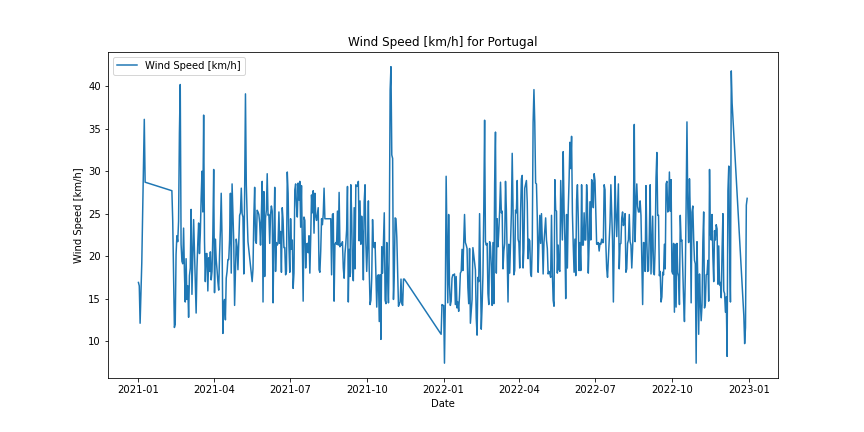 Wind Speed [km/h] for Portugal
Wind Speed [km/h]
Wind Speed [km/h]
40
35
30
25
20
15
10
2021-01 2021-04 2021-07 2021-10 2022-01 2022-04 2022-07 2022-10 2023-01
Date